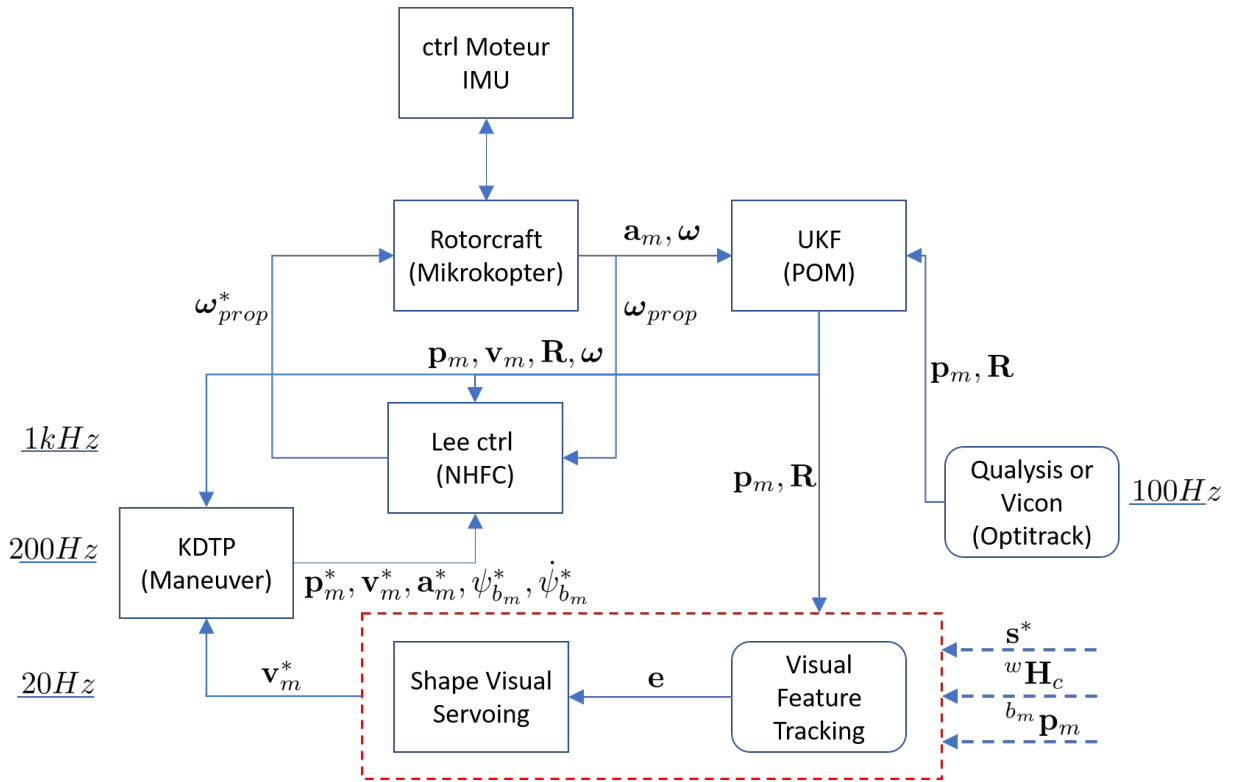 ctrl Moteur
IMU
Rotorcraft
(Mikrokopter)
a_m, ω
UKF
(POM)
ω*_prop
ω_prop
p_m, v_m, R, ω
p_m, R
1kHz
Lee ctrl
(NHFC)
p_m, R
Qualysis or
Vicon
(Optitrack)
100Hz
200Hz
KDTP
(Maneuver)
p*_m, v*_m, a*_m, ψ*_{b_m}, ψ̇*_{b_m}
s*
^wH_c
^{b_m}p_m
20Hz
v*_m
Shape Visual
Servoing
e
Visual
Feature
Tracking